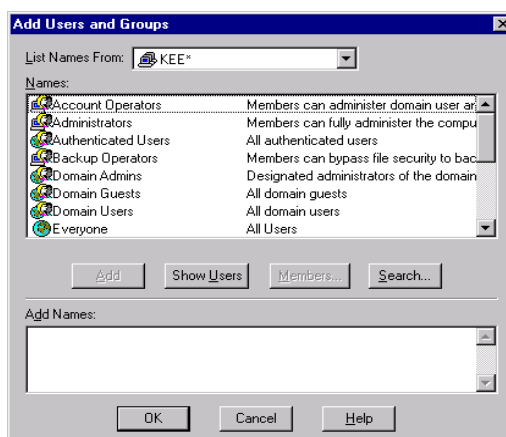 Add Users and Groups
List Names From: KEE*
Names:
Account Operators Members can administer domain user ar
Administrators Members can fully administer the compu
Authenticated Users All authenticated users
Backup Operators Members can bypass file security to bac
Domain Admins Designated administrators of the domain
Domain Guests All domain guests
Domain Users All domain users
Everyone All Users
Add Show Users Members... Search...
Add Names:
OK Cancel Help